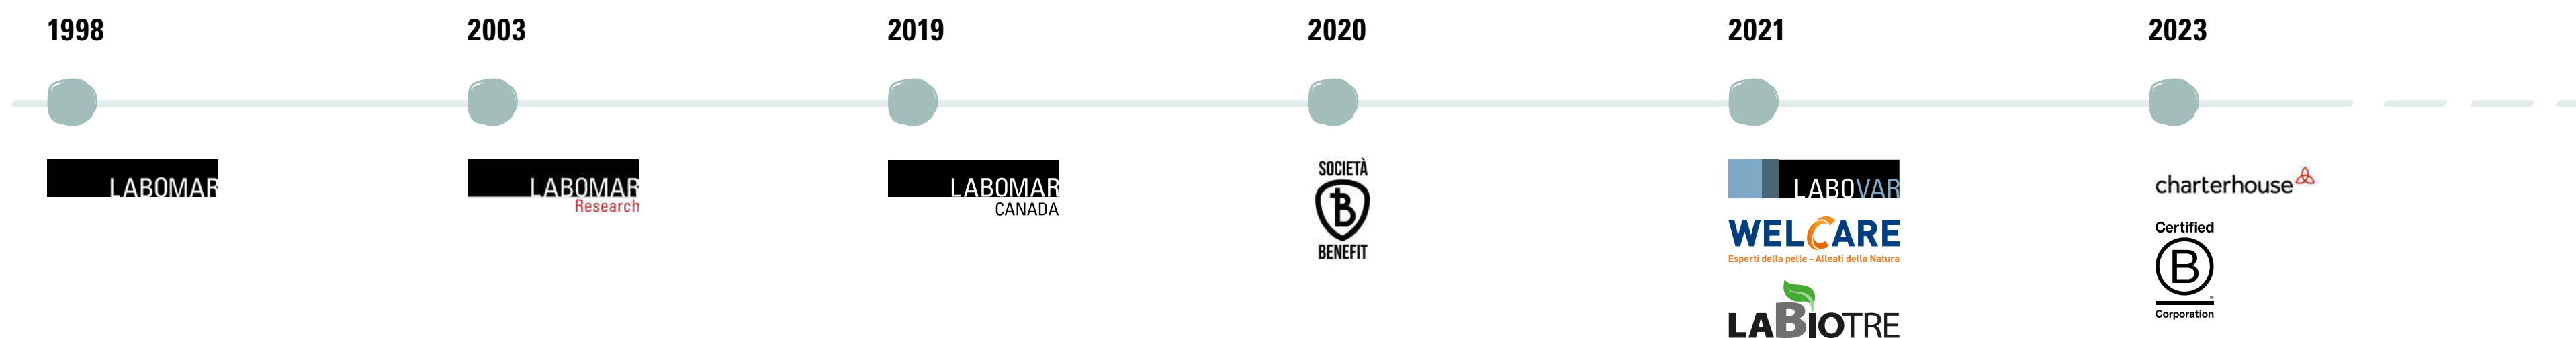 1998
2003
2019
2020
2021
2023
LABOMAR
LABOMAR
Research
LABOMAR
CANADA
SOCIETÀ
B
BENEFIT
LABOVAR
WELCARE
Esperti della pelle - Alleati della Natura
LABIOTRE
charterhouse
Certified
B
®
Corporation